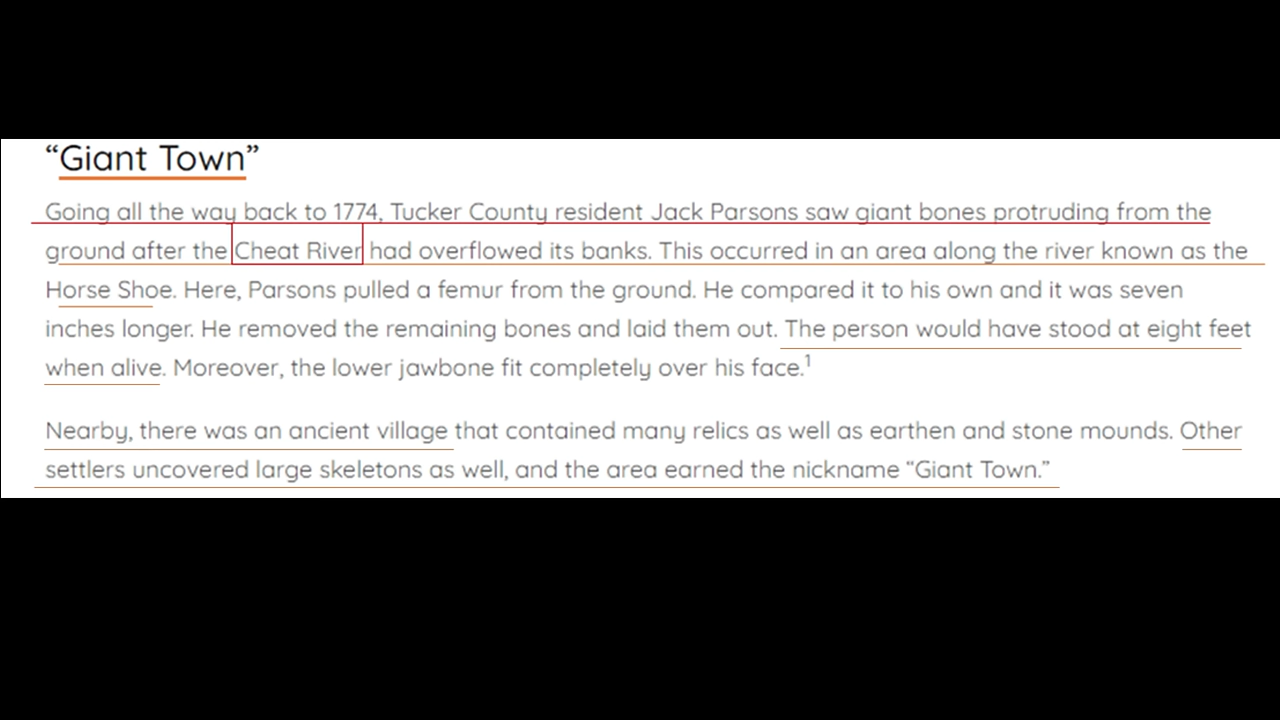 “Giant Town”
Going all the way back to 1774, Tucker County resident Jack Parsons saw giant bones protruding from the
ground after the Cheat River had overflowed its banks. This occurred in an area along the river known as the
Horse Shoe. Here, Parsons pulled a femur from the ground. He compared it to his own and it was seven
inches longer. He removed the remaining bones and laid them out. The person would have stood at eight feet
when alive. Moreover, the lower jawbone fit completely over his face.¹
Nearby, there was an ancient village that contained many relics as well as earthen and stone mounds. Other
settlers uncovered large skeletons as well, and the area earned the nickname “Giant Town.”